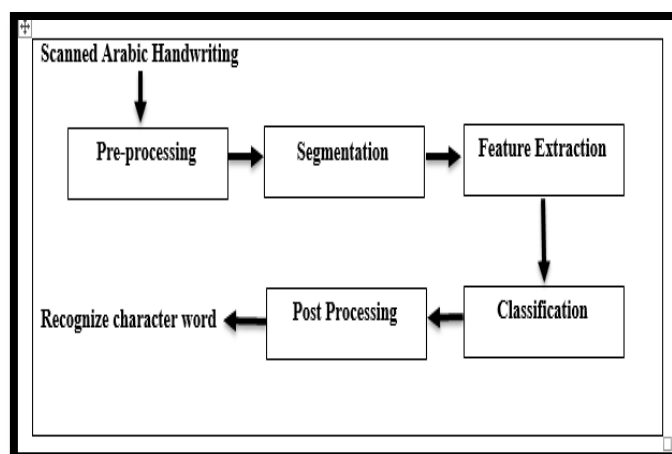 Scanned Arabic Handwriting
Pre-processing
Segmentation
Feature Extraction
Classification
Post Processing
Recognize character word